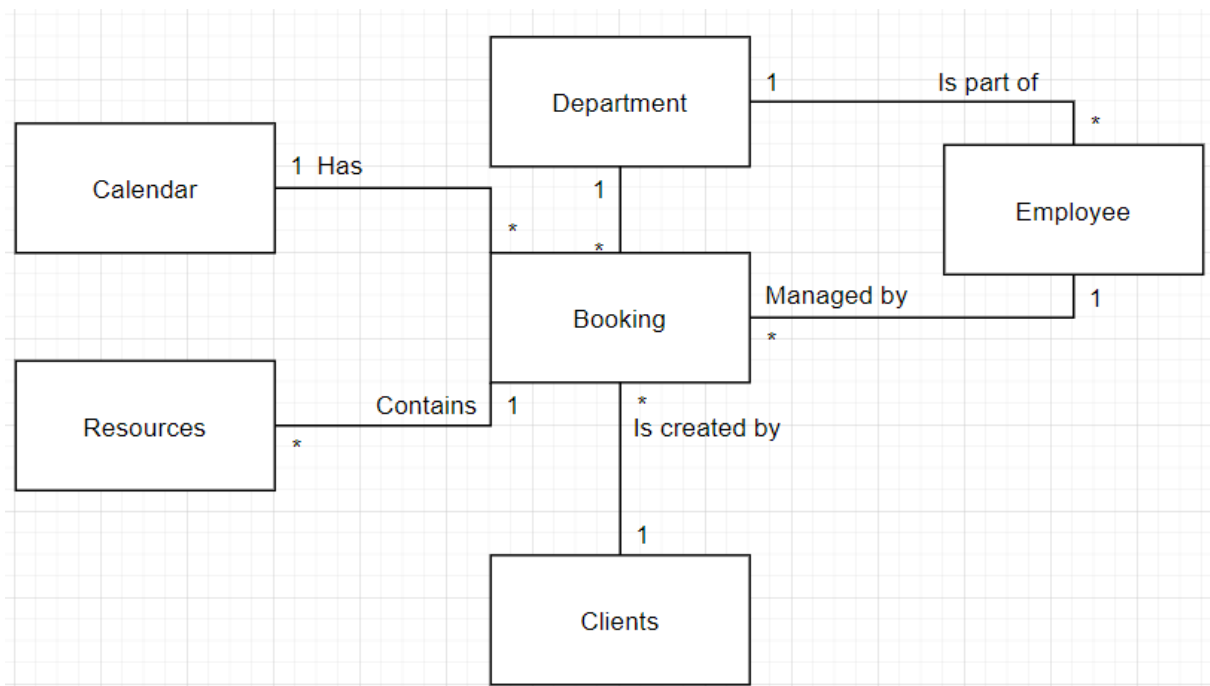 Department
1
Is part of
*
Calendar
1 Has
1
Employee
*
*
Managed by
1
Booking
*
Resources
Contains
1
*
*
Is created by
1
Clients